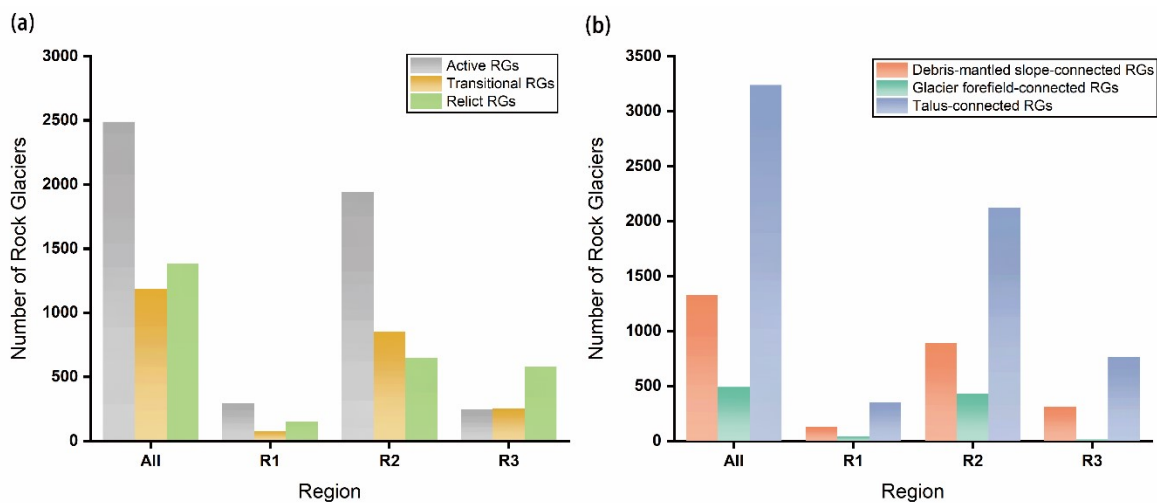 (a)
Number of Rock Glaciers
3000
2500
2000
1500
1000
500
0
Active RGs
Transitional RGs
Relict RGs
All R1 R2 R3
Region
(b)
Number of Rock Glaciers
3500
3000
2500
2000
1500
1000
500
0
Debris-mantled slope-connected RGs
Glacier forefield-connected RGs
Talus-connected RGs
All R1 R2 R3
Region